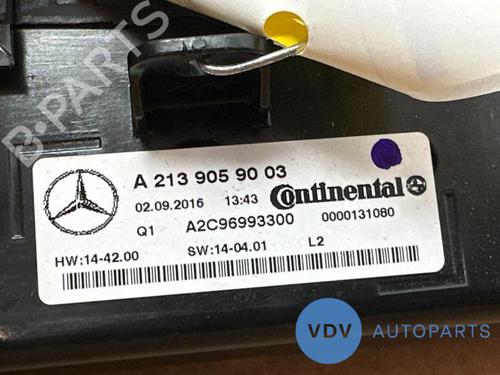 B-PARTS
A 213 905 90 03
02.09.2016 13:43 Continental
Q1 A2C96993300 0000131080
HW:14-42.00 SW:14-04.01 L2
VDV AUTOPARTS